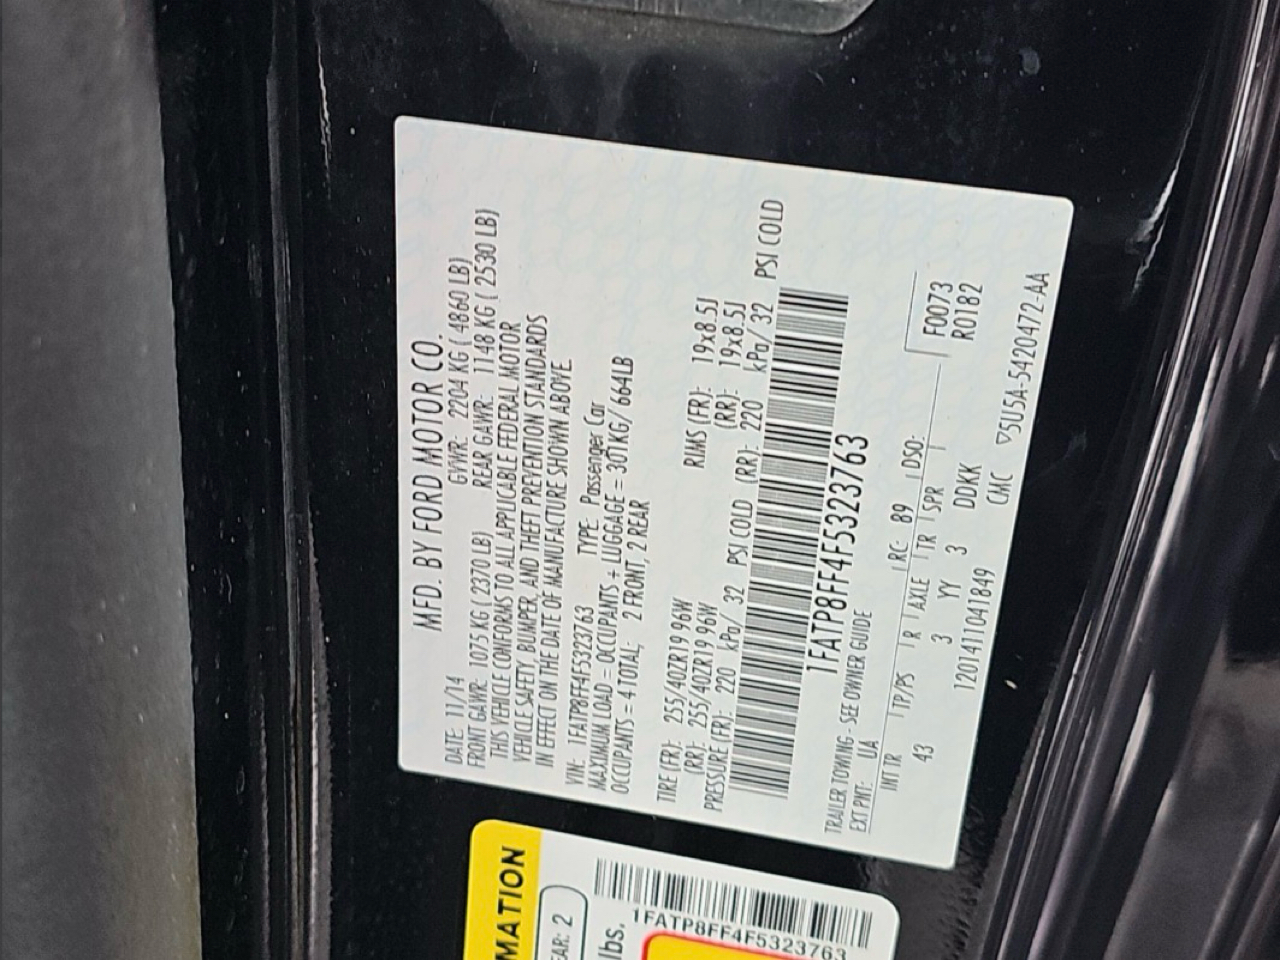 MFD. BY FORD MOTOR CO.
DATE: 11/14 GVWR: 2204 KG ( 4860 LB)
FRONT GAWR: 1075 KG ( 2370 LB) REAR GAWR: 1148 KG ( 2530 LB)
THIS VEHICLE CONFORMS TO ALL APPLICABLE FEDERAL MOTOR
VEHICLE SAFETY, BUMPER, AND THEFT PREVENTION STANDARDS
IN EFFECT ON THE DATE OF MANUFACTURE SHOWN ABOVE.
VIN: 1FATP8FF4F5323763 TYPE: Passenger Car
MAXIMUM LOAD = OCCUPANTS + LUGGAGE = 301KG/664LB
OCCUPANTS = 4 TOTAL; 2 FRONT, 2 REAR
TIRE (FR): 255/40ZR19 96W RIMS (FR): 19x8.5J
(RR): 255/40ZR19 96W (RR): 19x8.5J
PRESSURE (FR): 220 kPa/ 32 PSI COLD (RR): 220 kPa/ 32 PSI COLD
1FATP8FF4F5323763
TRAILER TOWING - SEE OWNER GUIDE
EXT PNT: UA RC: 89 DSO:
INT TR TP/PS R AXLE TR SPR F0073
43 3 YY 3 DDKK R0182
1201411041849 CMC ▽5U5A-5420472-AA
MATION
EAR: 2
lbs.
1FATP8FF4F5323763